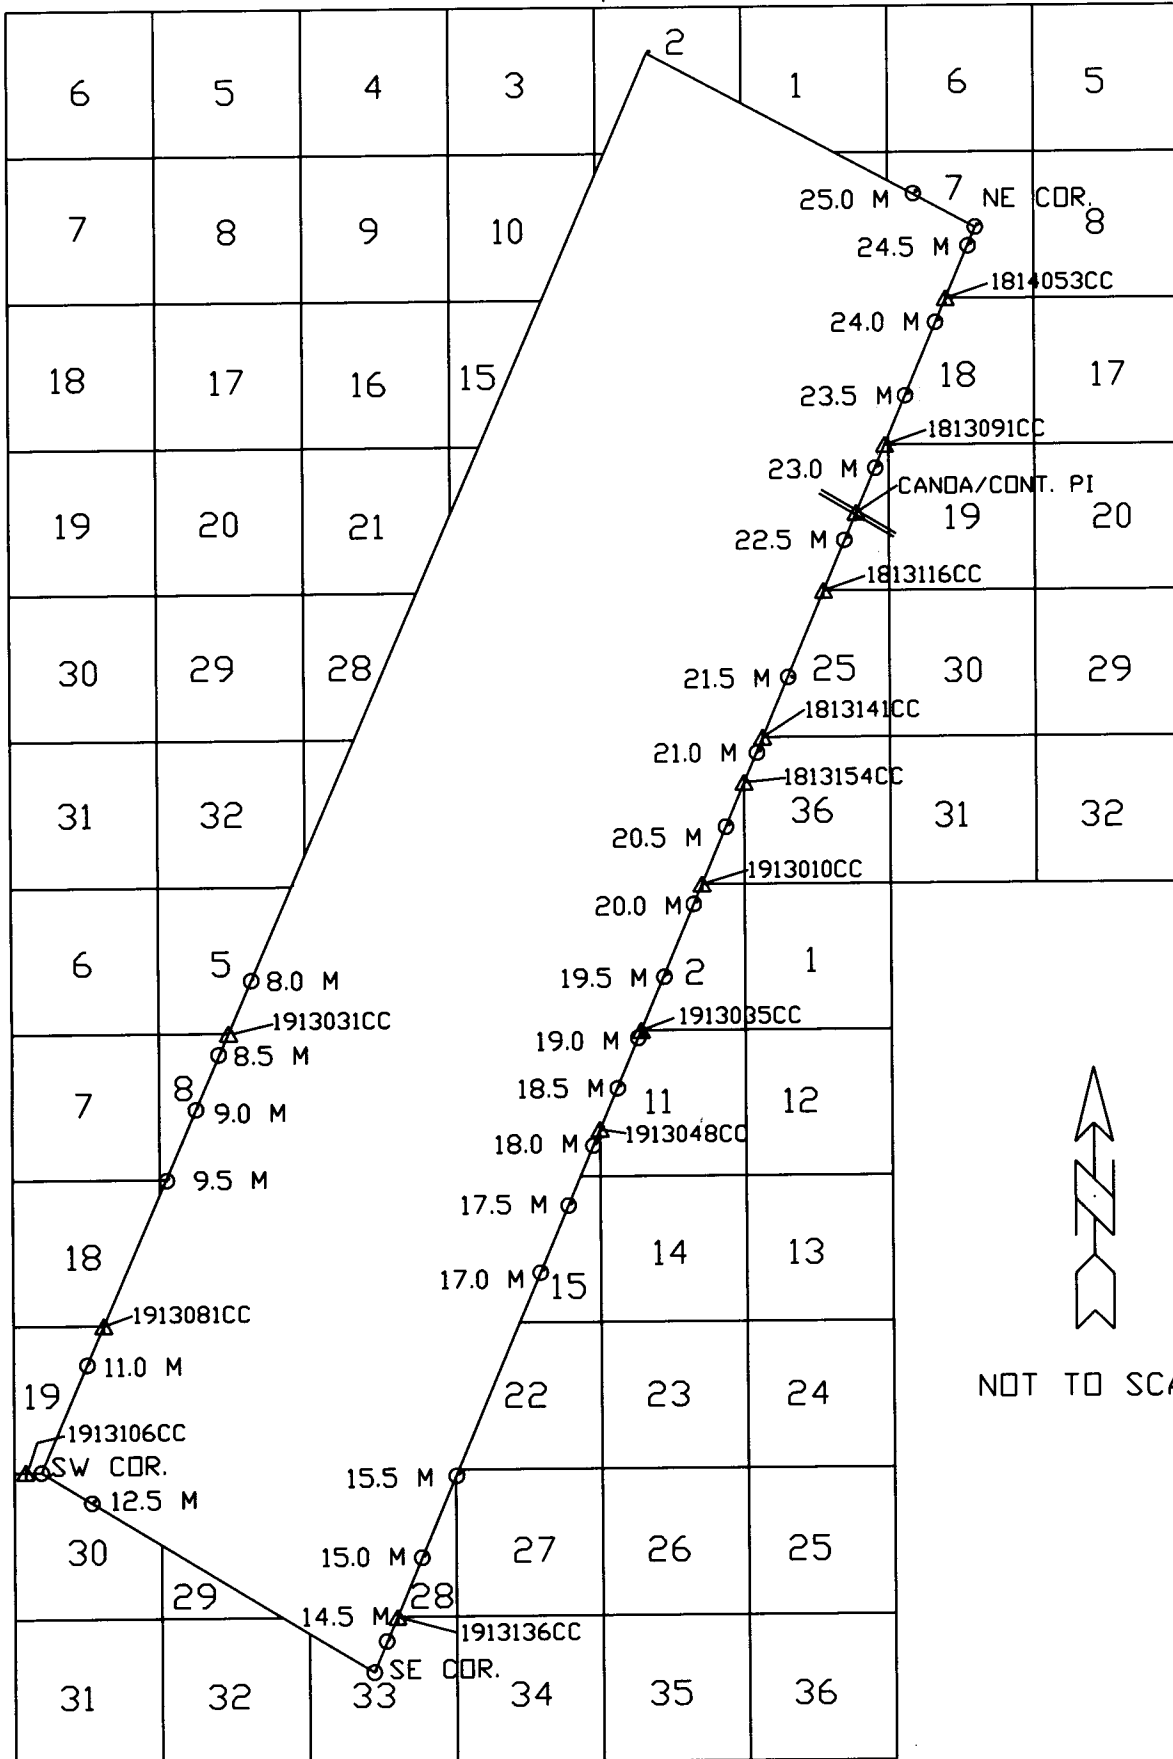 2
6 5 4 3 1 6 5
7 8 9 10 25.0 M 7 NE COR. 8
24.5 M
1814053CC
24.0 M
18 17 16 15 23.5 M 18 17
1813091CC
23.0 M
CANOA/CONT. PI
19 20 21 22.5 M 19 20
1813116CC
30 29 28 21.5 M 25 30 29
1813141CC
21.0 M
1813154CC
31 32 20.5 M 36 31 32
1913010CC
20.0 M
6 5 8.0 M 19.5 M 2 1
1913031CC 1913035CC
8.5 M 19.0 M
7 8 9.0 M 18.5 M 11 12
18.0 M 1913048CC
9.5 M 17.5 M
18 17.0 M 15 14 13
1913081CC
11.0 M
19 22 23 24
NOT TO SCA
1913106CC
SW COR. 15.5 M
12.5 M
30 29 15.0 M 28 27 26 25
14.5 M 1913136CC
SE COR.
31 32 33 34 35 36